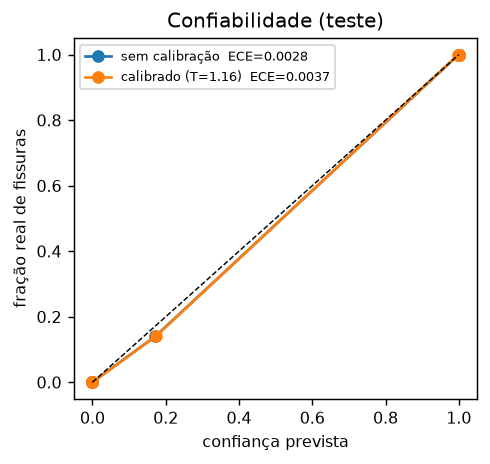 Confiabilidade (teste)
sem calibração  ECE=0.0028
calibrado (T=1.16)  ECE=0.0037
fração real de fissuras
1.0
0.8
0.6
0.4
0.2
0.0
0.0 0.2 0.4 0.6 0.8 1.0
confiança prevista